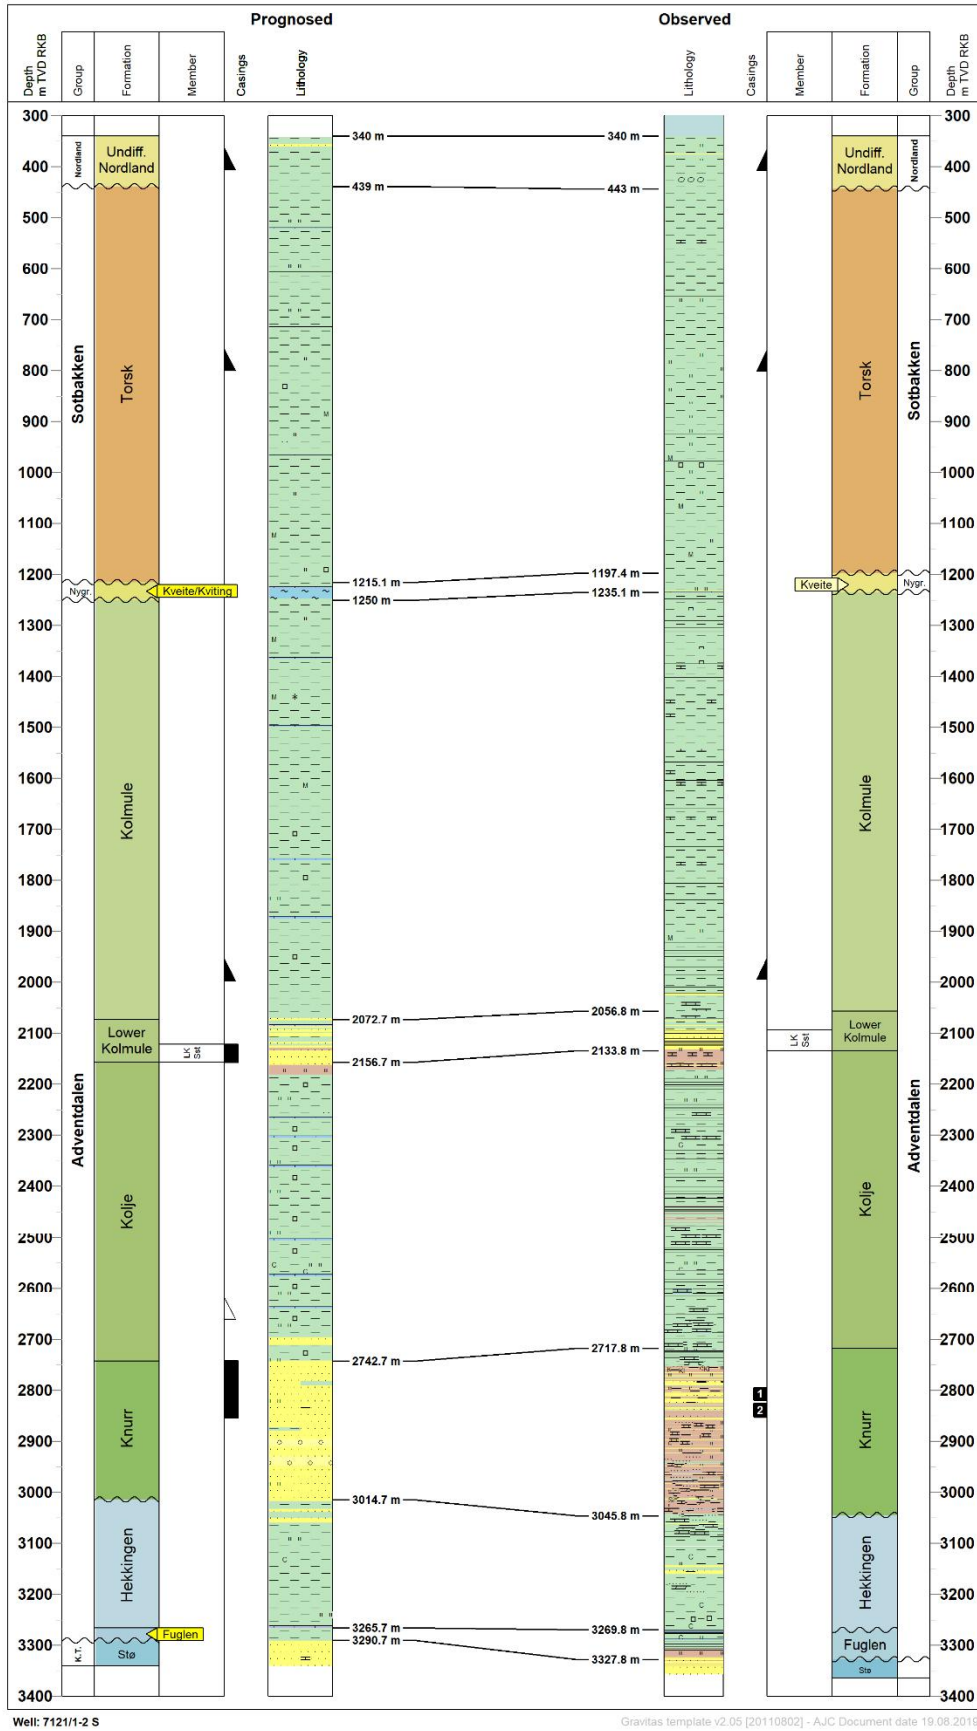 Prognosed Observed
Depth m TVD RKB Group Formation Member Casings Lithology Lithology Casings Member Formation Group Depth m TVD RKB
300 300
340 m 340 m
Nordland Undiff. Nordland Undiff. Nordland Nordland
400 400
439 m 443 m
500 500
600 600
700 700
Sotbakken Torsk Torsk Sotbakken
800 800
900 900
1000 1000
1100 1100
1200 1197.4 m 1200
1215.1 m
Nygr. Kveite/Kviting Kveite Nygr.
1250 m 1235.1 m
1300 1300
1400 1400
1500 1500
1600 1600
1700 1700
Kolmule Kolmule
1800 1800
1900 1900
2000 2000
2072.7 m 2056.8 m
2100 Lower Kolmule LK Sst LK Sst Lower Kolmule 2100
2156.7 m 2133.8 m
2200 2200
Adventdalen Adventdalen
2300 2300
2400 2400
Kolje Kolje
2500 2500
2600 2600
2700 2700
2742.7 m 2717.8 m
2800 1 2800
2
Knurr Knurr
2900 2900
3000 3000
3014.7 m 3045.8 m
3100 3100
Hekkingen Hekkingen
3200 3200
3265.7 m 3269.8 m
Fuglen
3290.7 m
3300 Fuglen 3300
K.T. Stø 3327.8 m Stø
3400 3400
Well: 7121/1-2 S Gravitas template v2.05 [20110802] - AJC Document date 19.08.2016